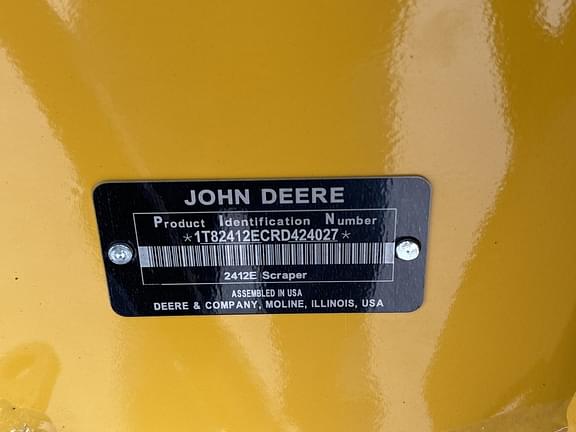 JOHN DEERE
Product Identification Number
*1T82412ECRD424027*
2412E Scraper
ASSEMBLED IN USA
DEERE & COMPANY, MOLINE, ILLINOIS, USA